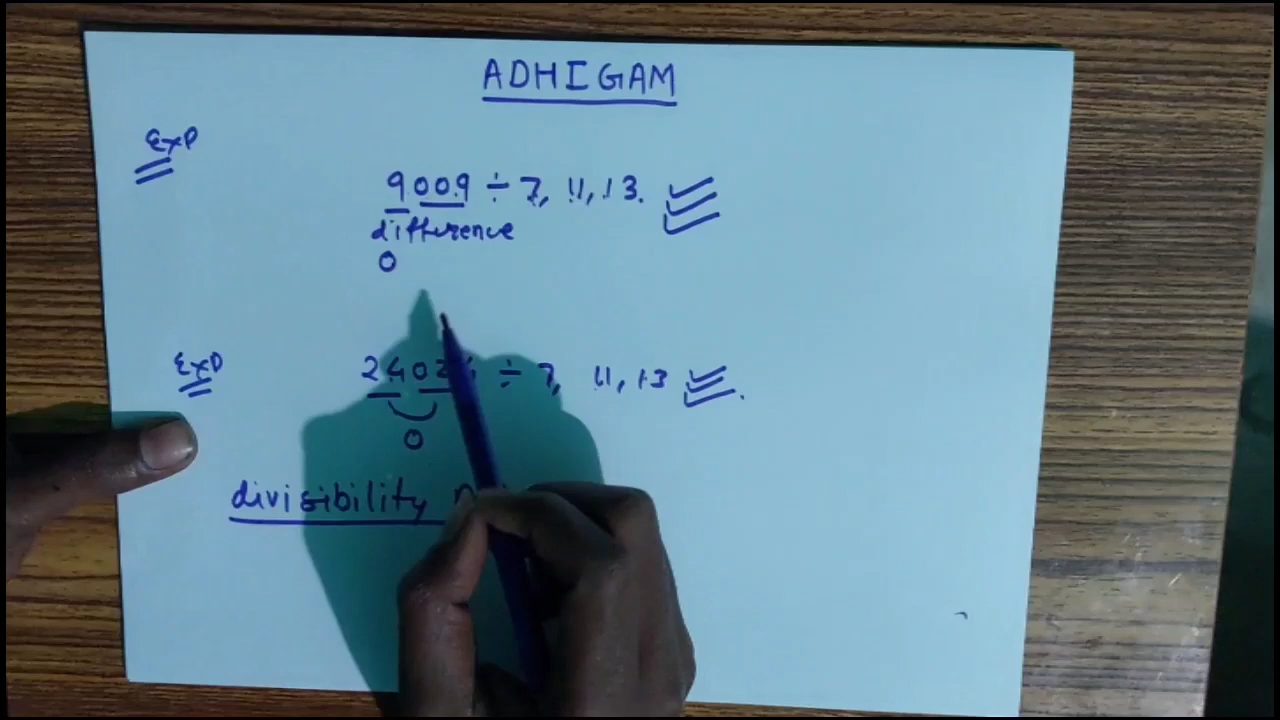 ADHIGAM
Exp
9009 ÷ 7, 11, 13.
difference
0
Exp
÷ 7, 11, 13
0
divisibility